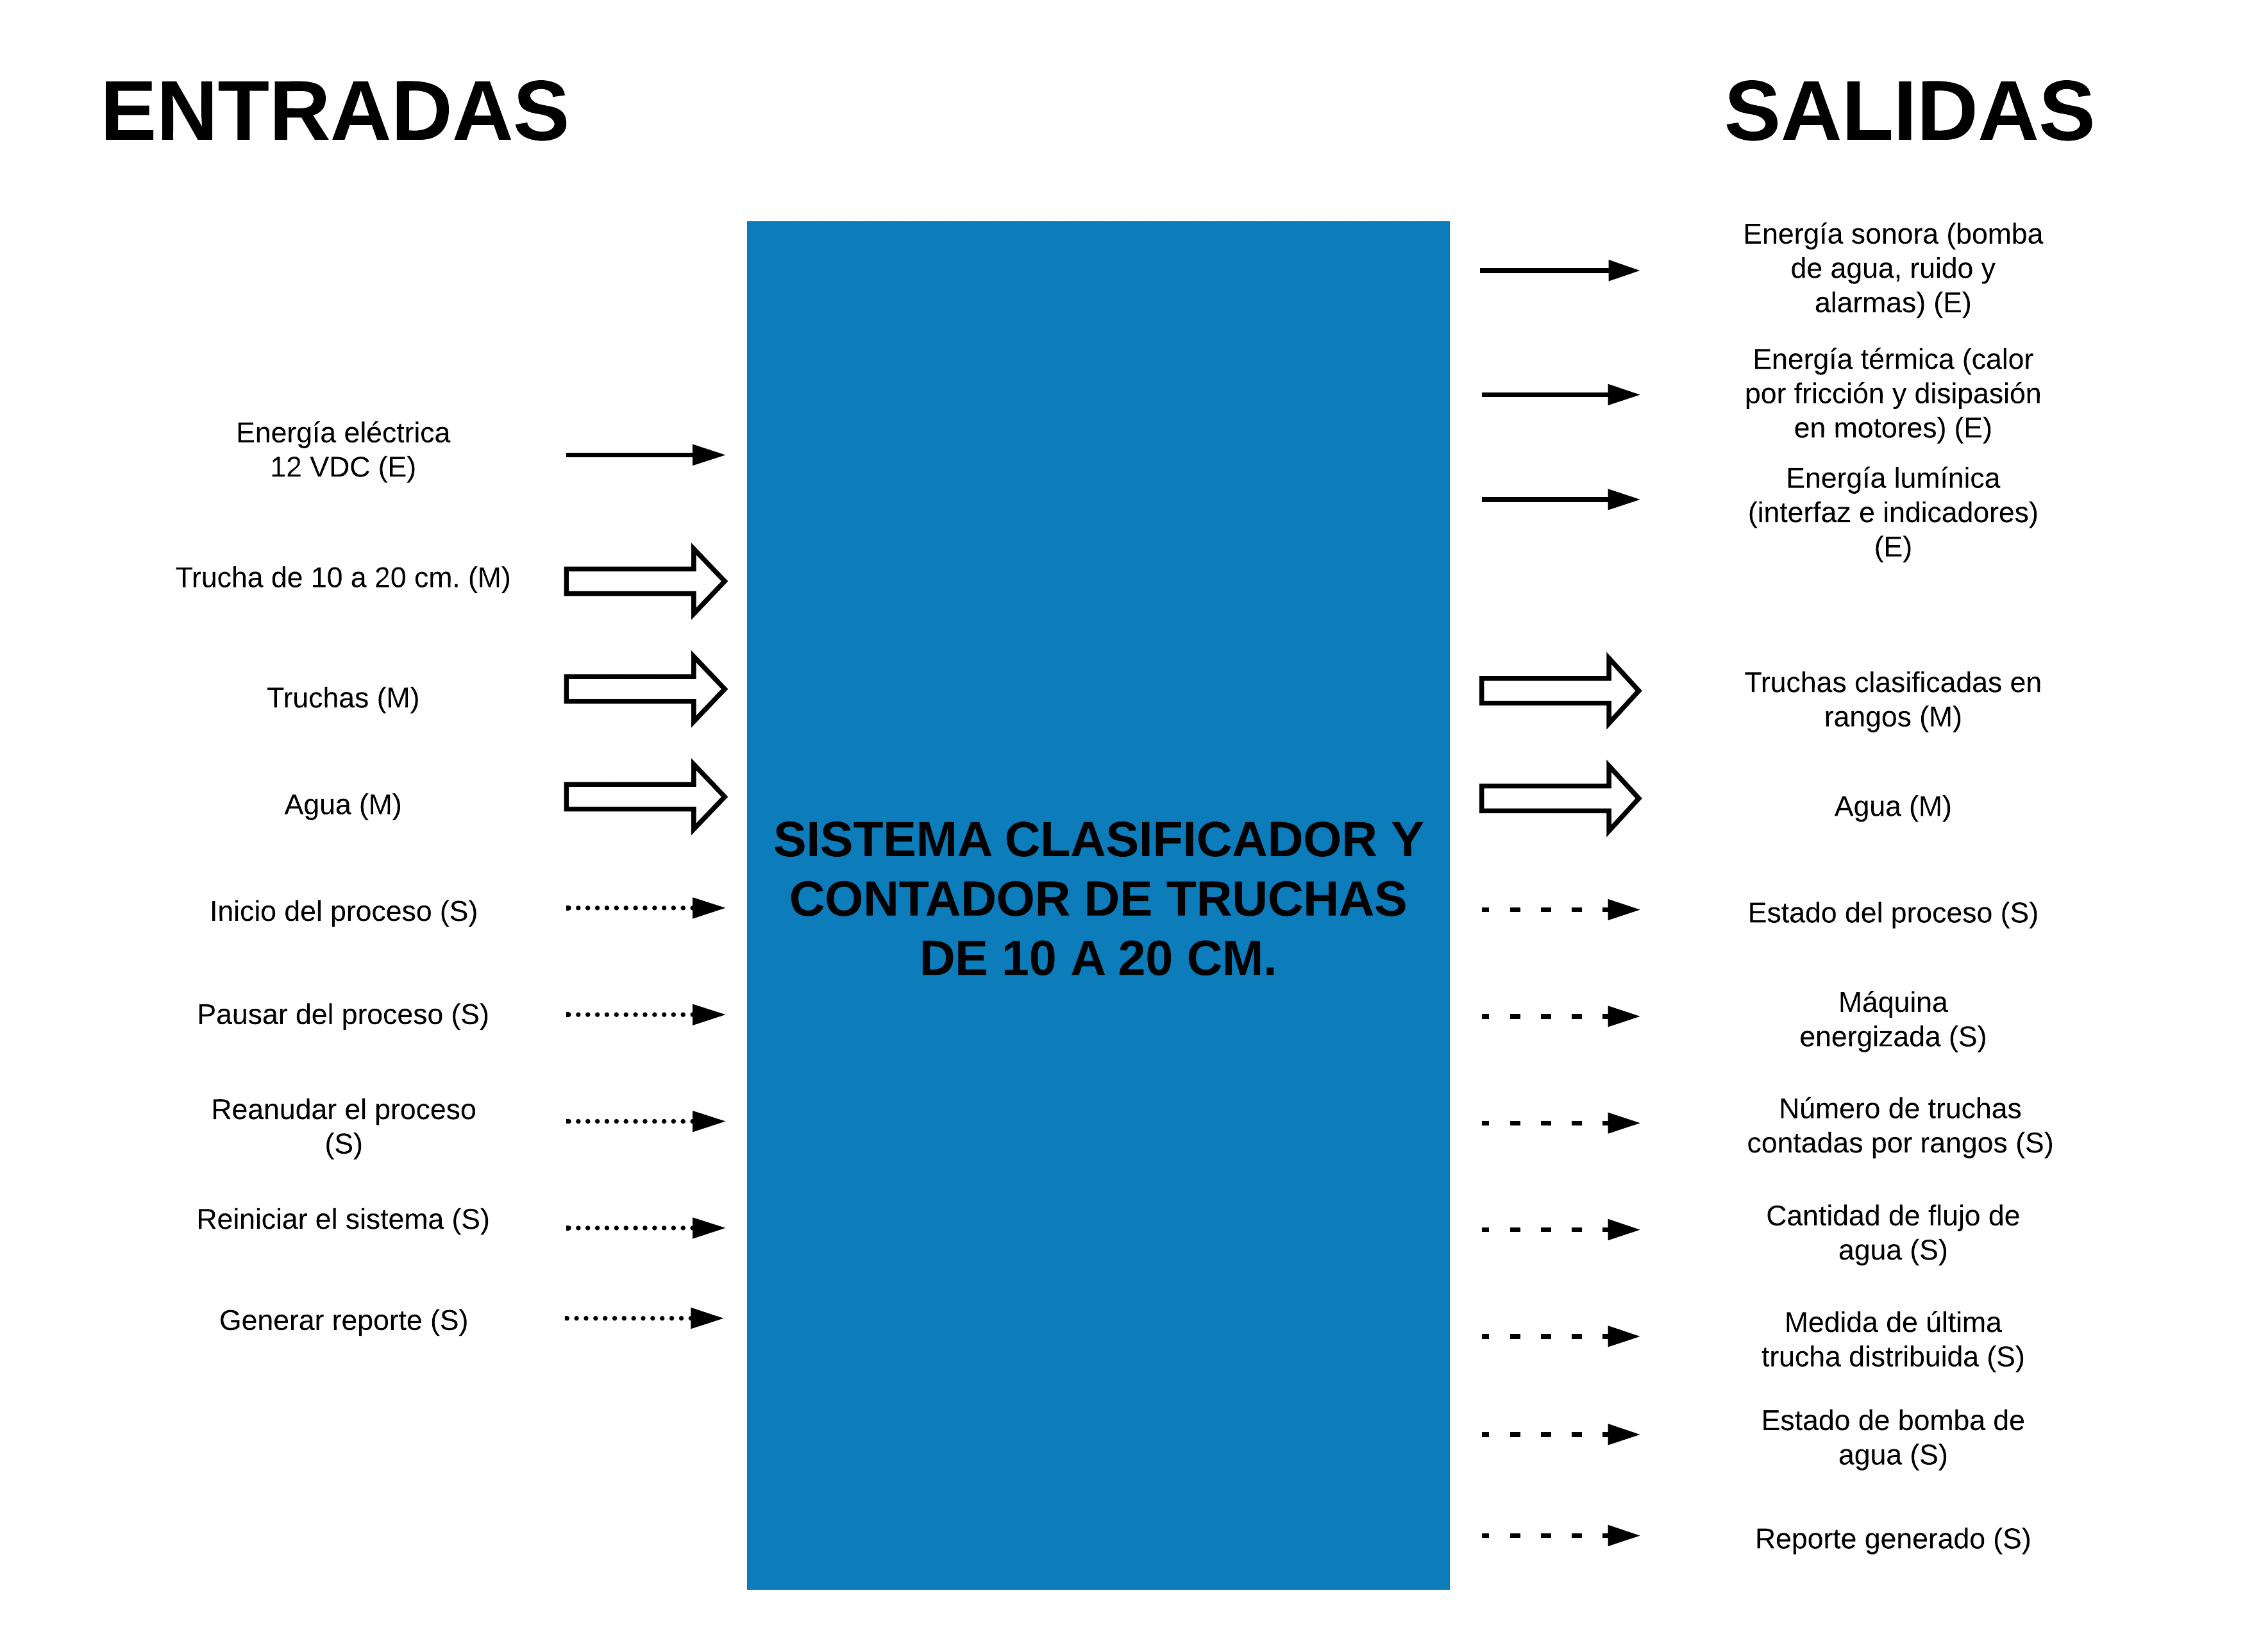 ENTRADAS
SALIDAS
Energía eléctrica
12 VDC (E)
Trucha de 10 a 20 cm. (M)
Truchas (M)
Agua (M)
Inicio del proceso (S)
Pausar del proceso (S)
Reanudar el proceso
(S)
Reiniciar el sistema (S)
Generar reporte (S)
SISTEMA CLASIFICADOR Y
CONTADOR DE TRUCHAS
DE 10 A 20 CM.
Energía sonora (bomba
de agua, ruido y
alarmas) (E)
Energía térmica (calor
por fricción y disipasión
en motores) (E)
Energía lumínica
(interfaz e indicadores)
(E)
Truchas clasificadas en
rangos (M)
Agua (M)
Estado del proceso (S)
Máquina
energizada (S)
Número de truchas
contadas por rangos (S)
Cantidad de flujo de
agua (S)
Medida de última
trucha distribuida (S)
Estado de bomba de
agua (S)
Reporte generado (S)